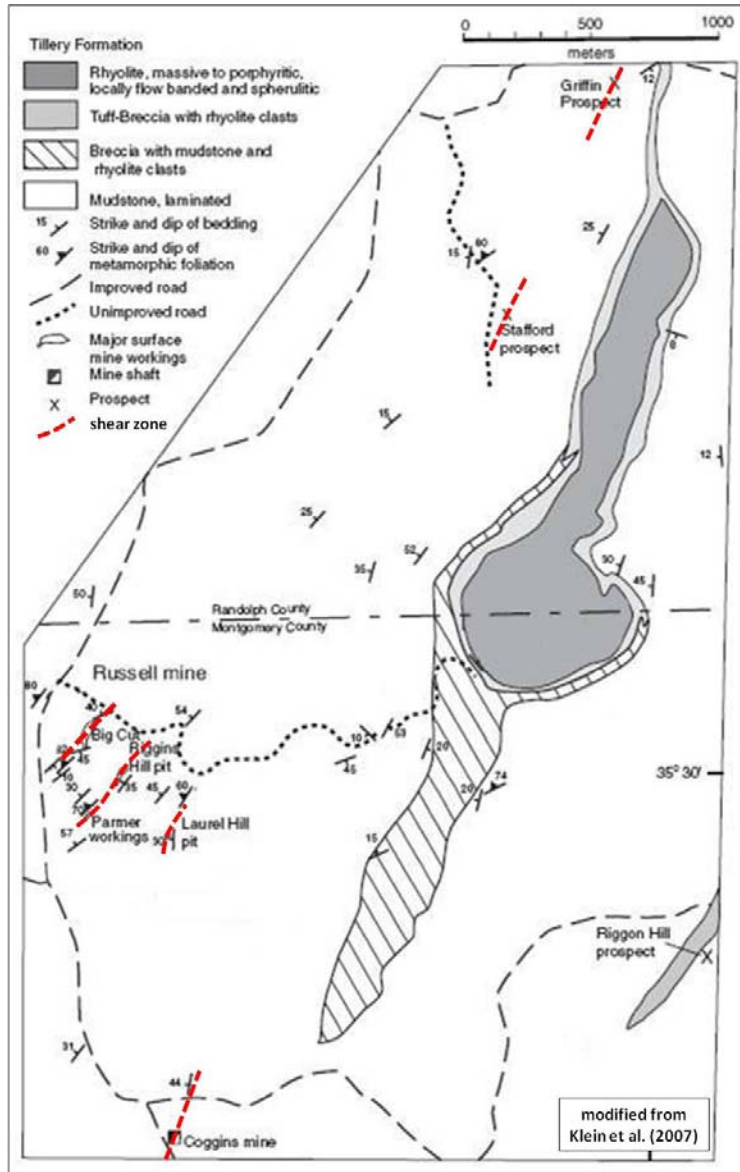 0 500 1000
meters
Tillery Formation
Rhyolite, massive to porphyritic,
locally flow banded and spherulitic
Tuff-Breccia with rhyolite clasts
Breccia with mudstone and
rhyolite clasts
Mudstone, laminated
15 Strike and dip of bedding
60 Strike and dip of
metamorphic foliation
Improved road
Unimproved road
Major surface
mine workings
Mine shaft
X Prospect
shear zone
Griffin
Prospect
X
12
25
15
80
X
Stafford
prospect
15
12
25
52
35
50
30
45
Randolph County
Montgomery County
Russell mine
54
Big Cut
45
Riggins
Hill pit
30
35
45
60
70
Parmer
workings
57
Laurel Hill
pit
10
53
45
20
20
74
15
35° 30'
Riggon Hill
prospect
X
31
44
Coggins mine
modified from
Klein et al. (2007)